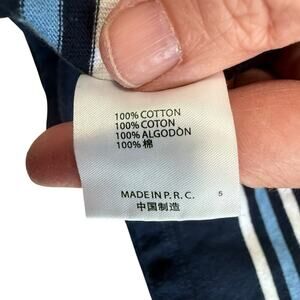 100% COTTON
100% COTON
100% ALGODÓN
100% 棉
MADE IN P. R. C. 5
中国制造